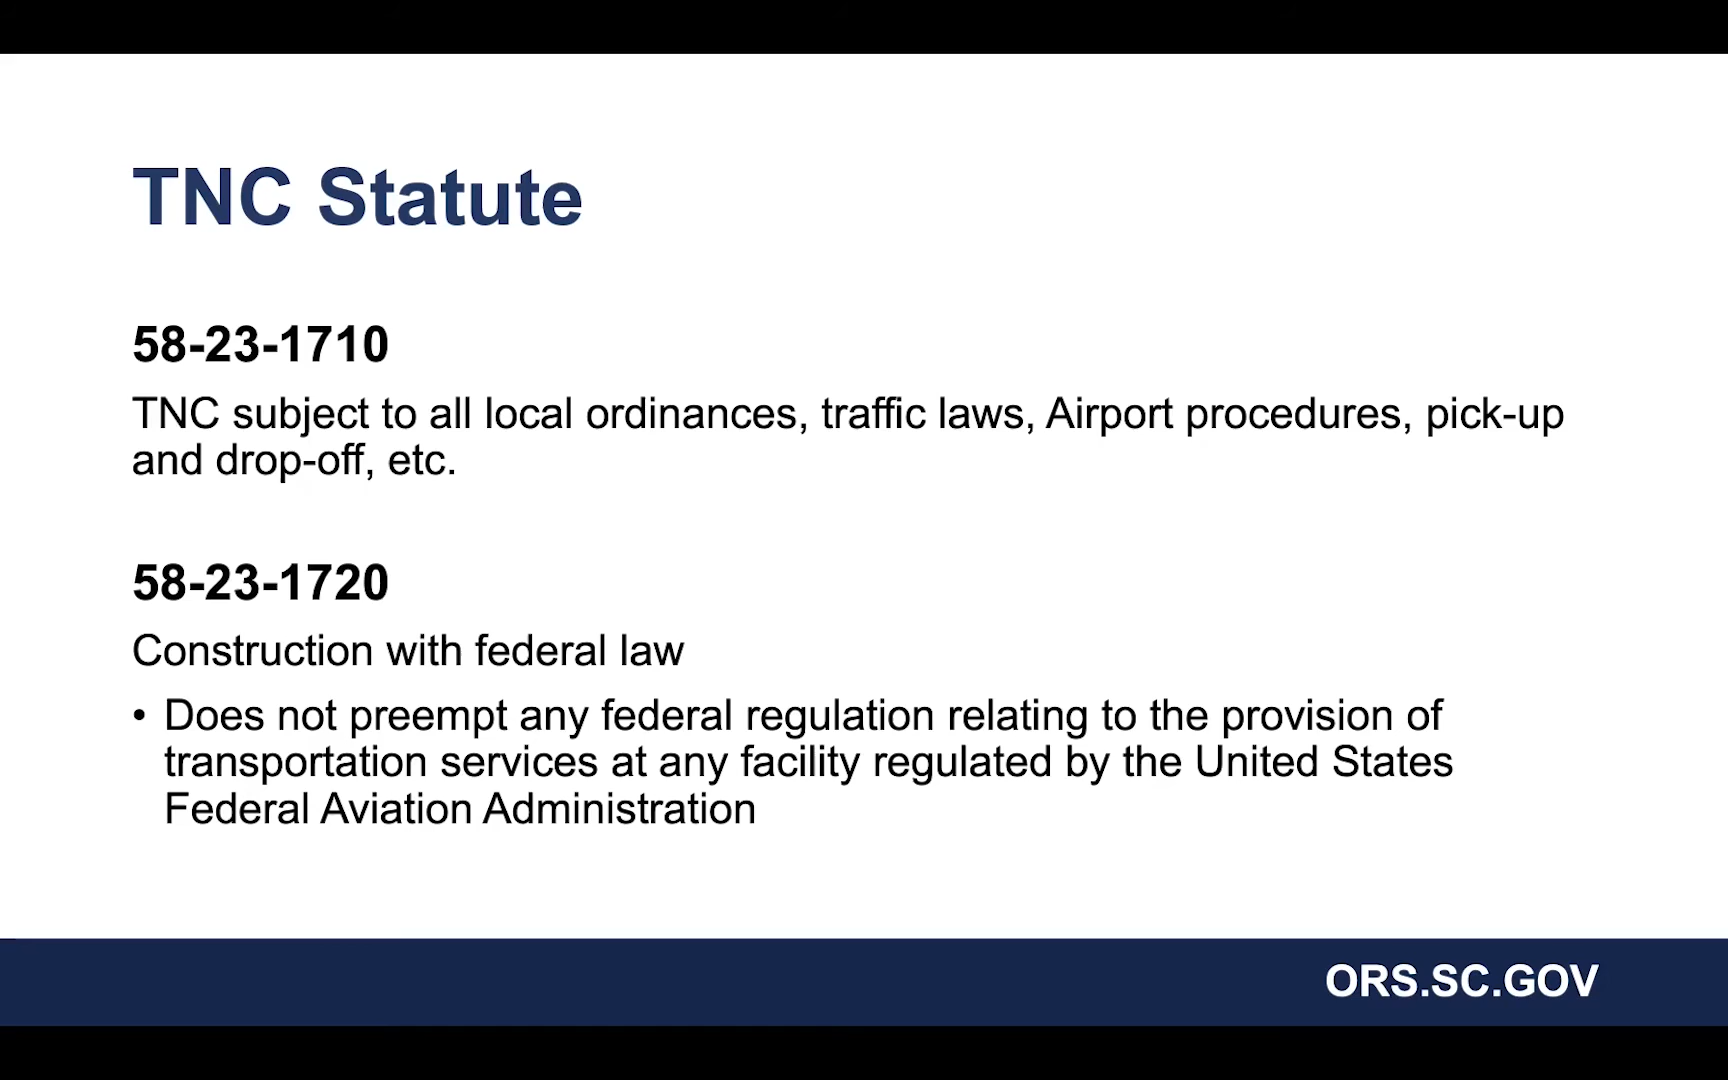 TNC Statute
58-23-1710
TNC subject to all local ordinances, traffic laws, Airport procedures, pick-up
and drop-off, etc.
58-23-1720
Construction with federal law
• Does not preempt any federal regulation relating to the provision of
transportation services at any facility regulated by the United States
Federal Aviation Administration
ORS.SC.GOV